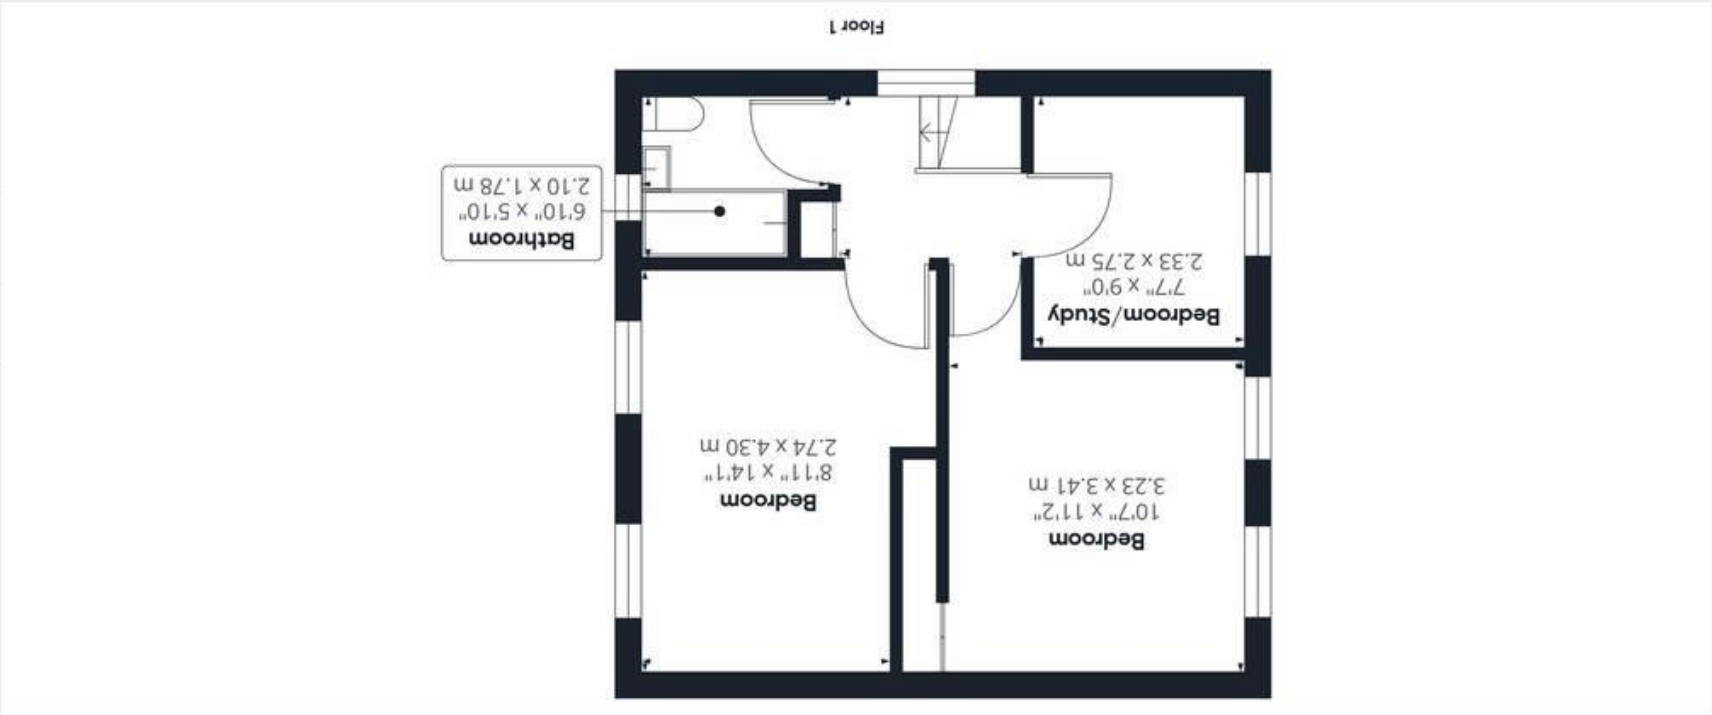 Bedroom
10'7" x 11'2"
3.23 x 3.41 m
Bedroom
8'11" x 14'1"
2.74 x 4.30 m
Bedroom/Study
7'7" x 9'0"
2.33 x 2.75 m
Bathroom
6'10" x 5'10"
2.10 x 1.78 m
Floor 1